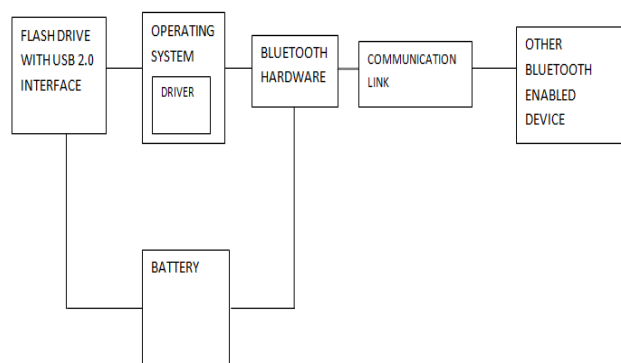 FLASH DRIVE
WITH USB 2.0
INTERFACE
OPERATING
SYSTEM
DRIVER
BLUETOOTH
HARDWARE
COMMUNICATION
LINK
OTHER
BLUETOOTH
ENABLED
DEVICE
BATTERY